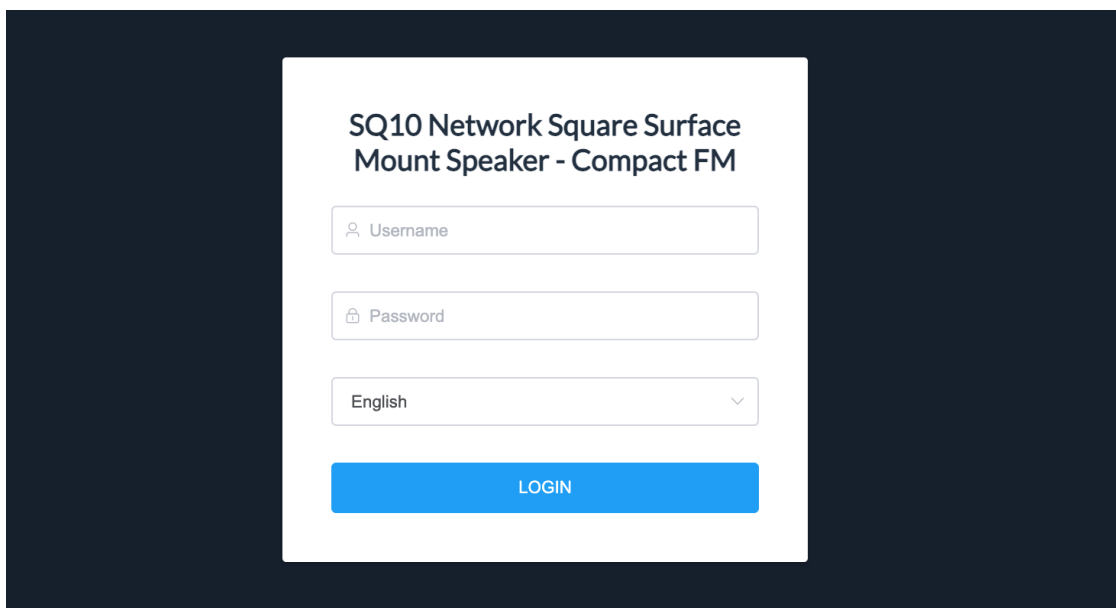 SQ10 Network Square Surface
Mount Speaker - Compact FM
Username
Password
English
LOGIN